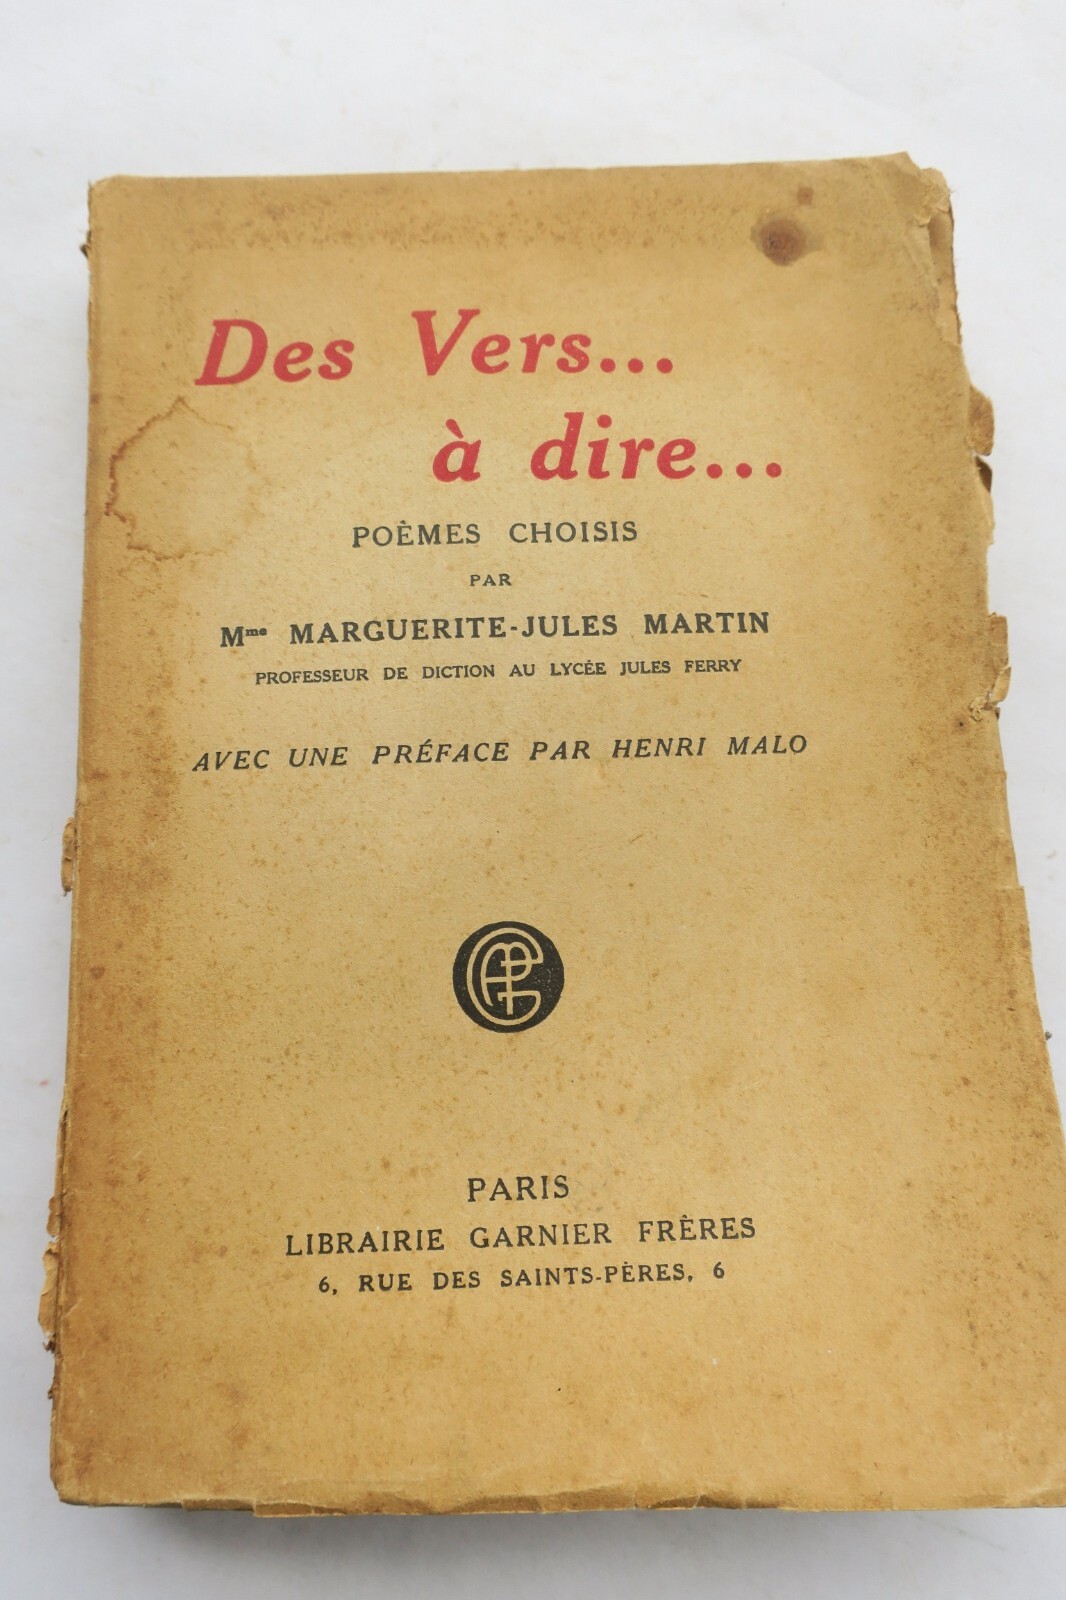 Des Vers...
à dire...
POÈMES CHOISIS
PAR
Mme MARGUERITE-JULES MARTIN
PROFESSEUR DE DICTION AU LYCÉE JULES FERRY
AVEC UNE PRÉFACE PAR HENRI MALO
PARIS
LIBRAIRIE GARNIER FRÈRES
6, RUE DES SAINTS-PÈRES, 6